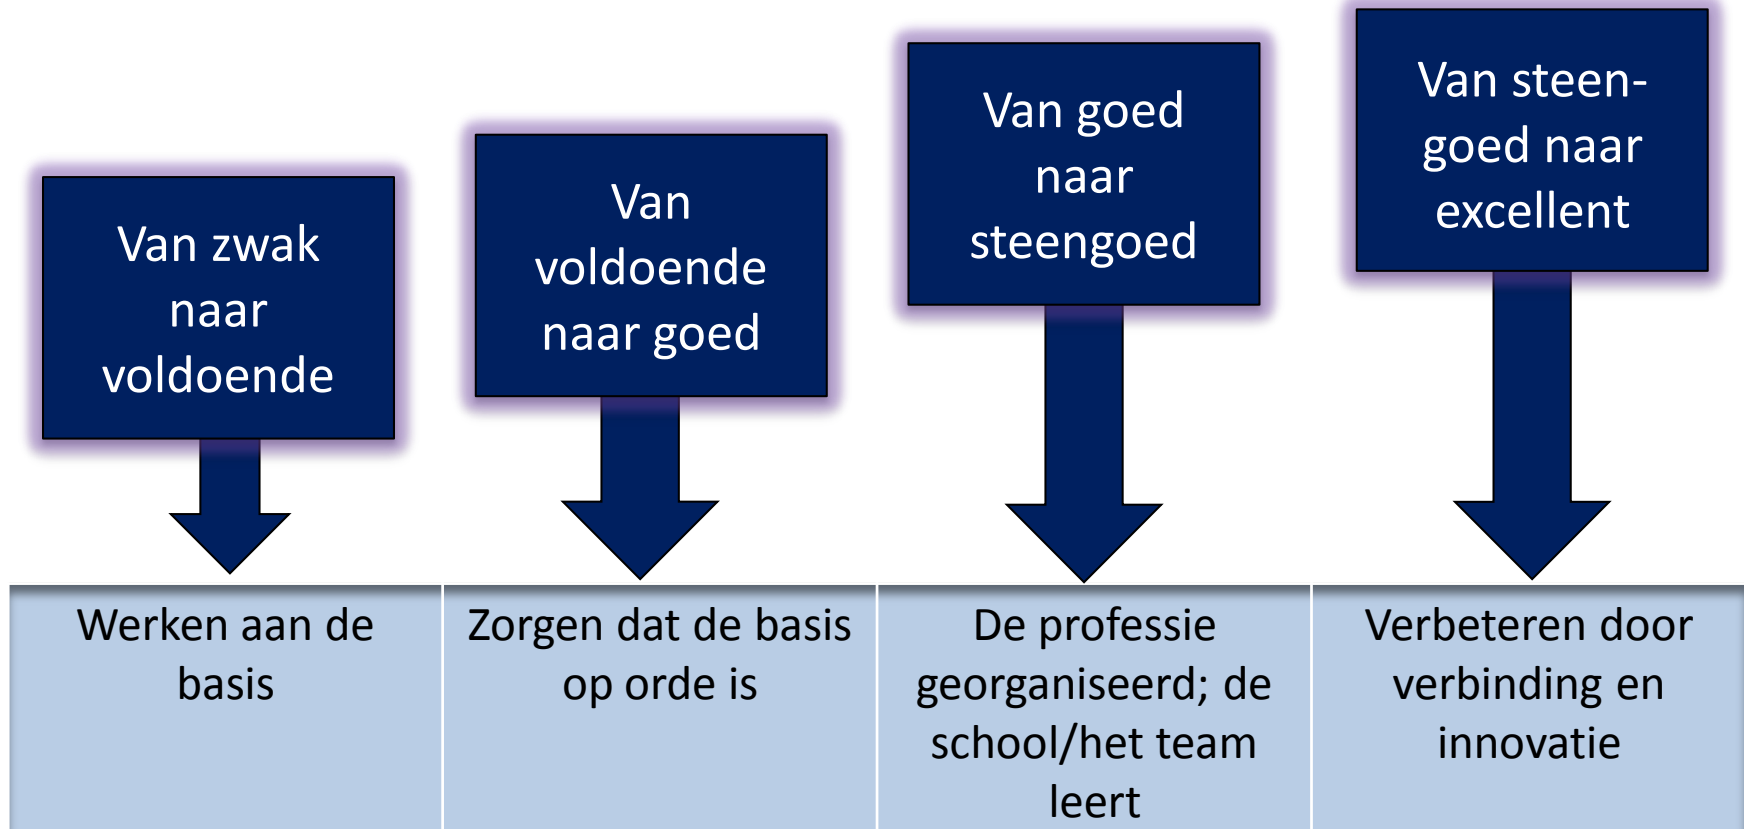 Van zwak
naar
voldoende
Van
voldoende
naar goed
Van goed
naar
steengoed
Van steen-
goed naar
excellent
Werken aan de
basis
Zorgen dat de basis
op orde is
De professie
georganiseerd; de
school/het team
leert
Verbeteren door
verbinding en
innovatie